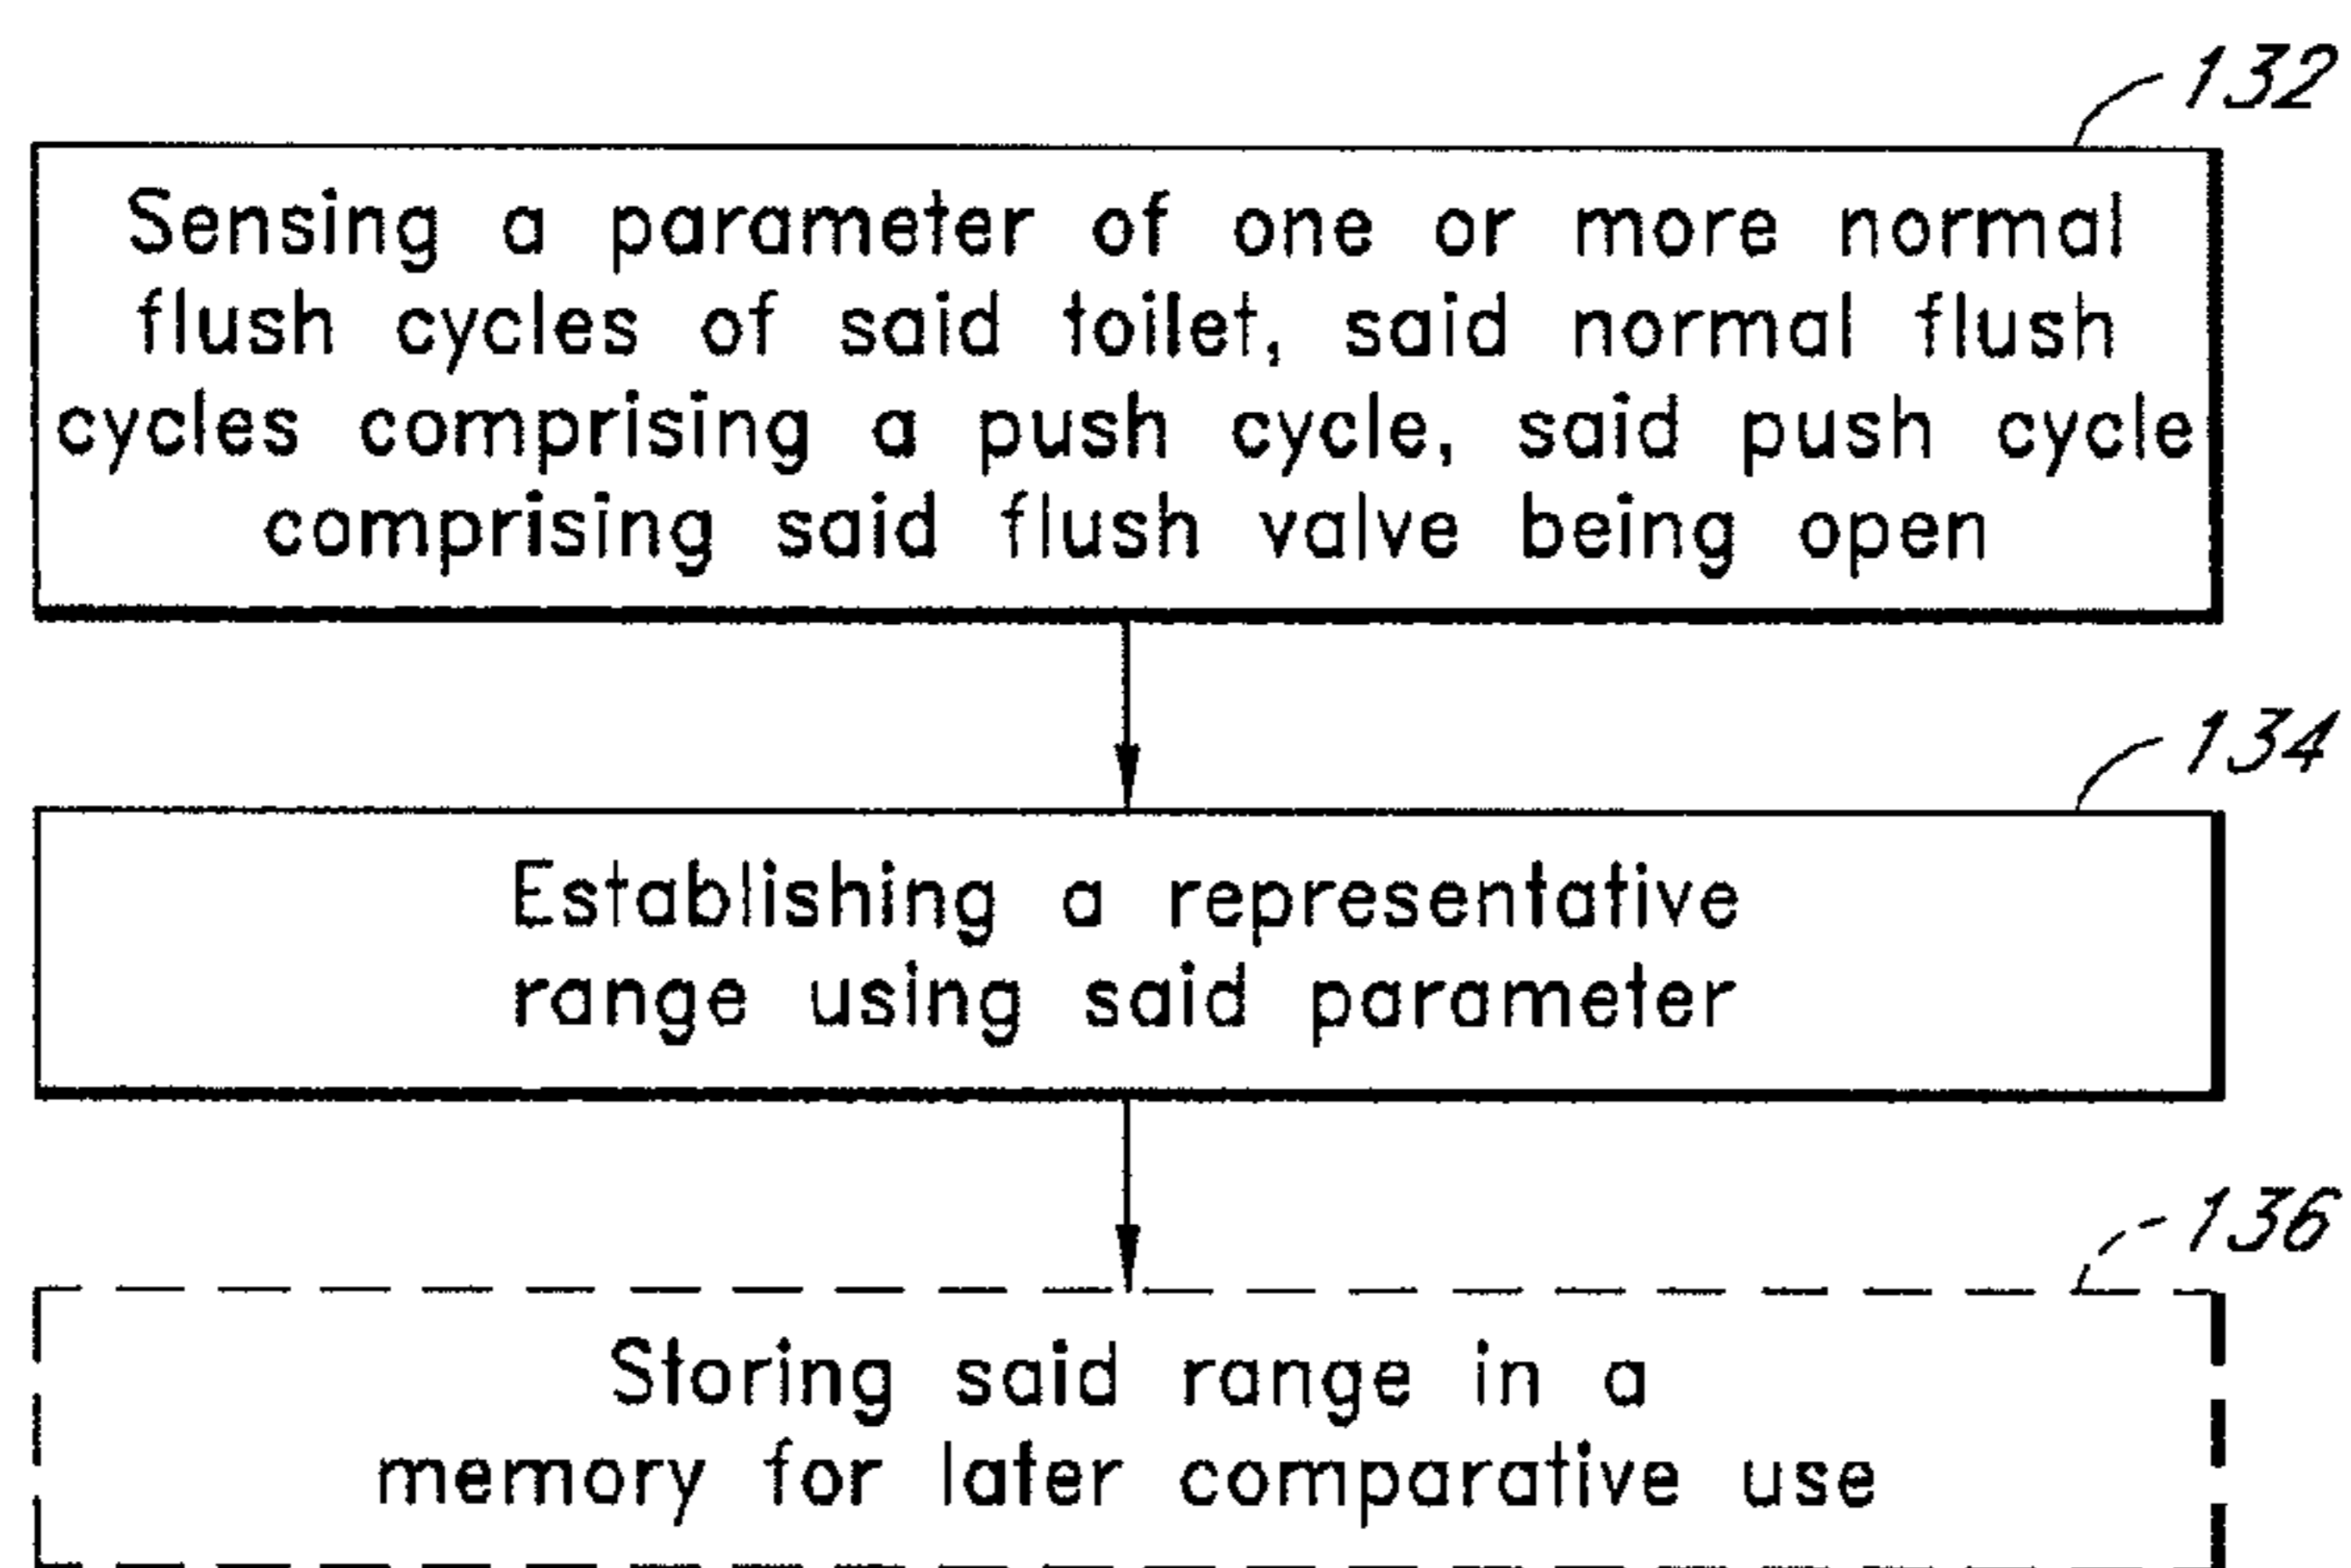 132
Sensing a parameter of one or more normal
flush cycles of said toilet, said normal flush
cycles comprising a push cycle, said push cycle
comprising said flush valve being open
134
Establishing a representative
range using said parameter
136
Storing said range in a
memory for later comparative use